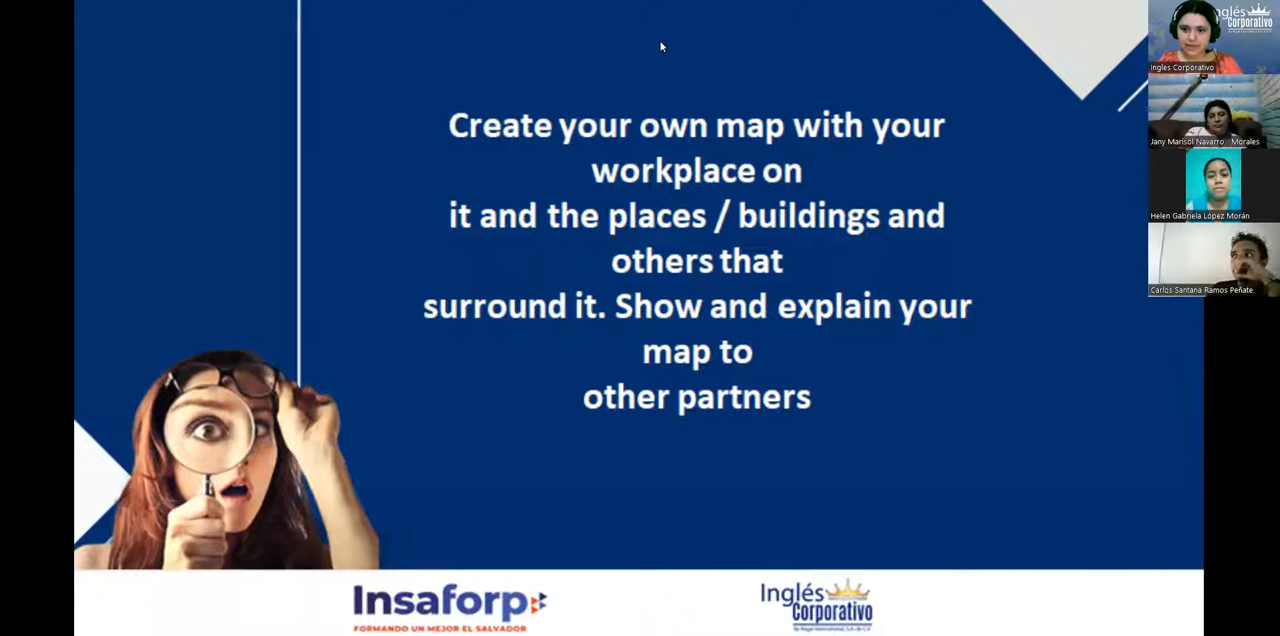 Create your own map with your
workplace on
it and the places / buildings and
others that
surround it. Show and explain your
map to
other partners
Insaforp
FORMANDO UN MEJOR EL SALVADOR
Inglés
Corporativo
Inglés
Corporativo
Ingles Corporativo
Jany Marisol Navarro Morales
Helen Gabriela López Morán
Carlos Santana Ramos Peñate